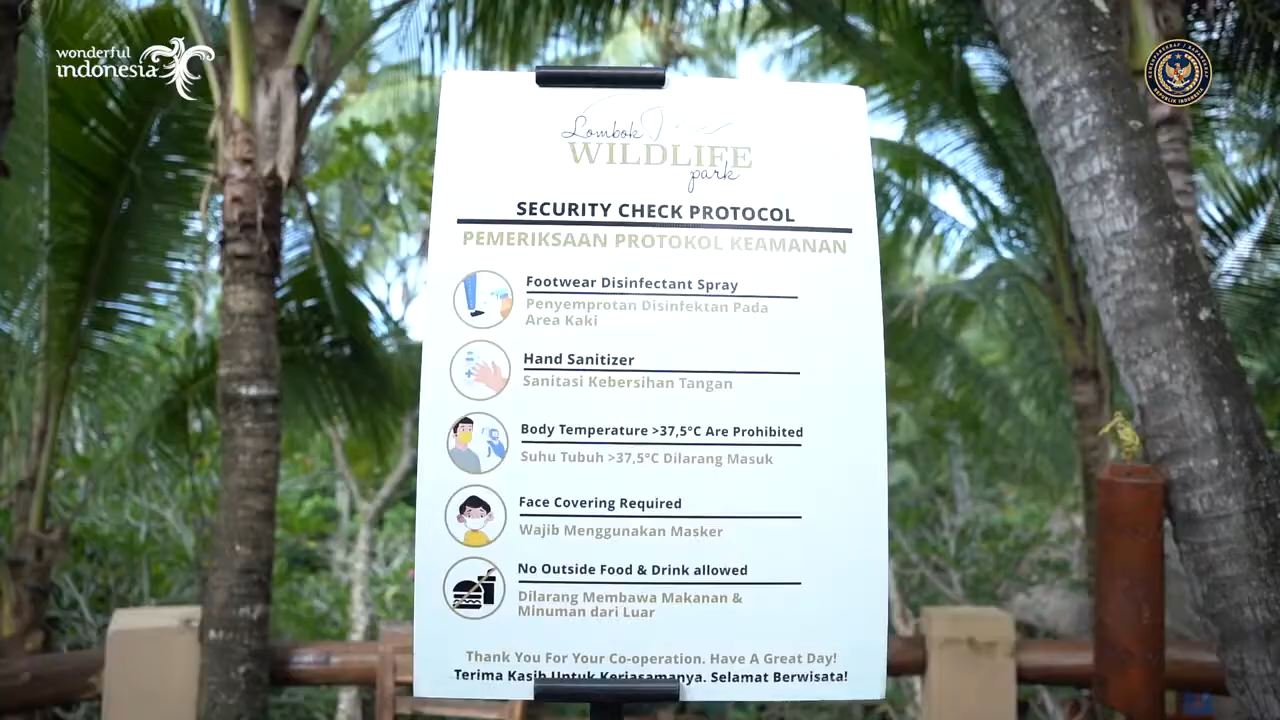 wonderful
indonesia
Lombok
WILDLIFE
park
SECURITY CHECK PROTOCOL
PEMERIKSAAN PROTOKOL KEAMANAN
Footwear Disinfectant Spray
Penyemprotan Disinfektan Pada
Area Kaki
Hand Sanitizer
Sanitasi Kebersihan Tangan
Body Temperature >37,5°C Are Prohibited
Suhu Tubuh >37,5°C Dilarang Masuk
Face Covering Required
Wajib Menggunakan Masker
No Outside Food & Drink allowed
Dilarang Membawa Makanan &
Minuman dari Luar
Thank You For Your Co-operation. Have A Great Day!
Terima Kasih Untuk Kerjasamanya. Selamat Berwisata!
REPUBLIK INDONESIA